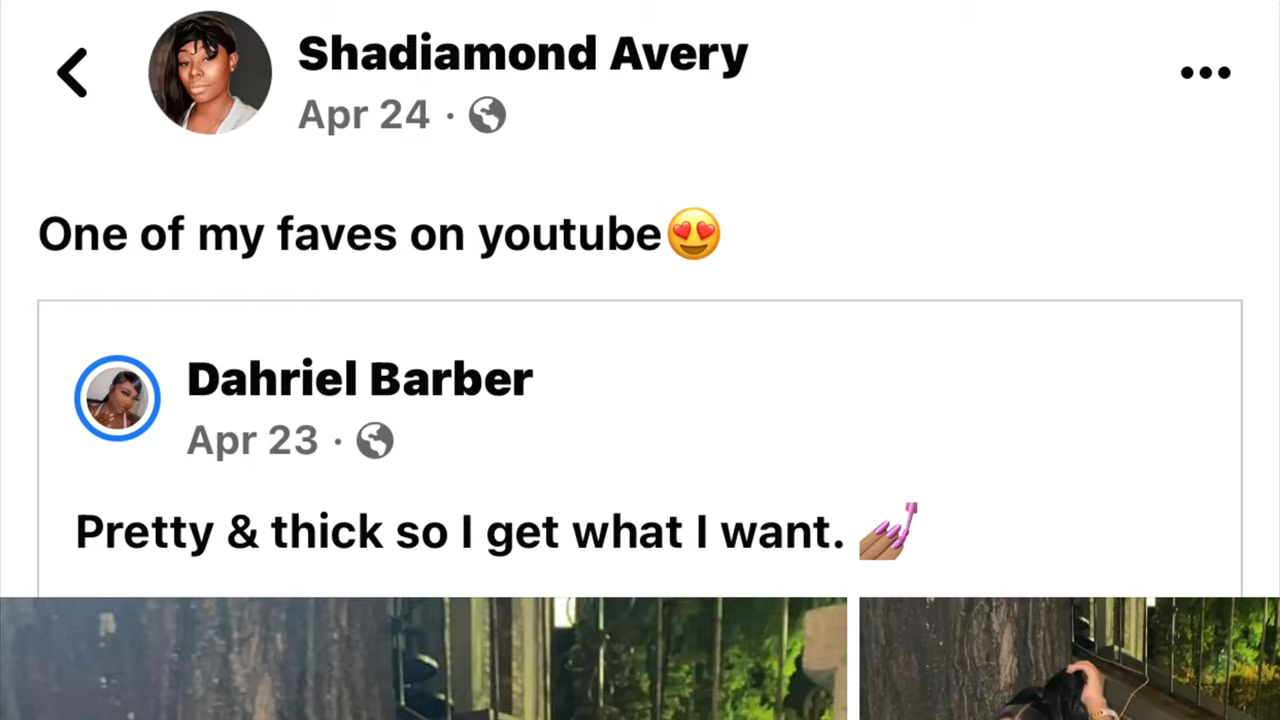 Shadiamond Avery
Apr 24 ·
One of my faves on youtube😍
Dahriel Barber
Apr 23 ·
Pretty & thick so I get what I want. 💅🏽